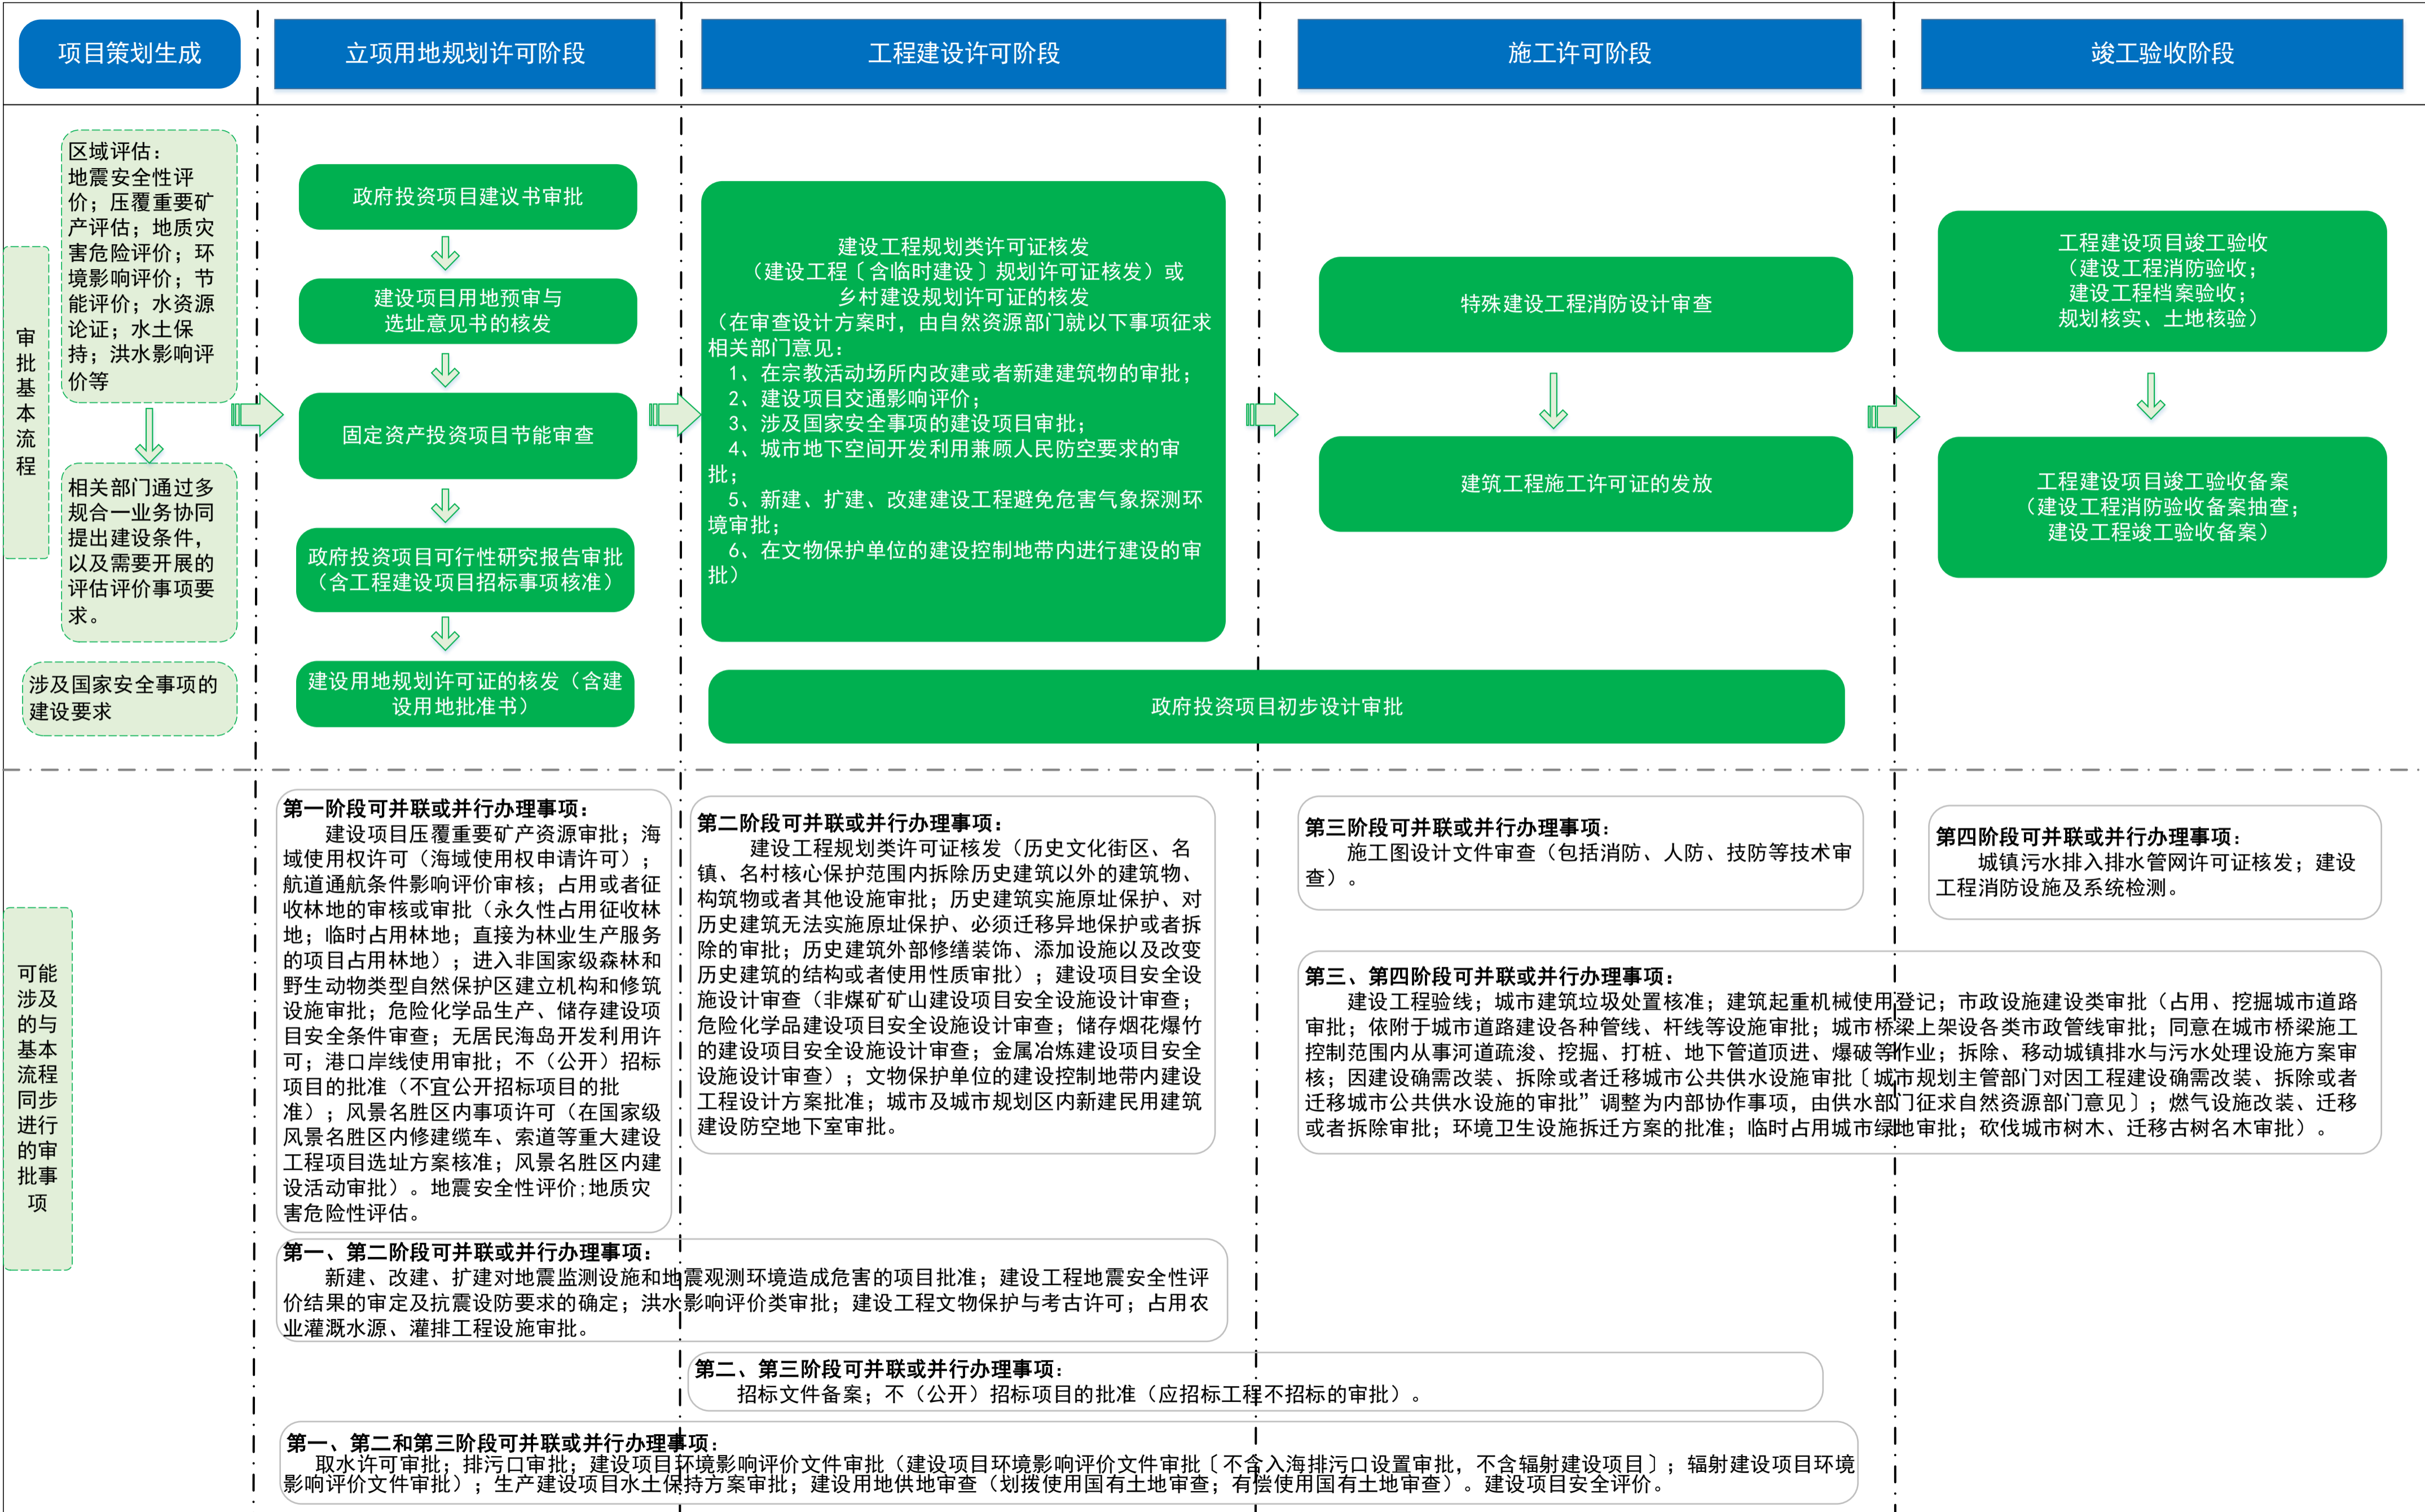 项目策划生成
立项用地规划许可阶段
工程建设许可阶段
施工许可阶段
竣工验收阶段
审
批
基
本
流
程
区域评估：
地震安全性评
价；压覆重要矿
产评估；地质灾
害危险评价；环
境影响评价；节
能评价；水资源
论证；水土保
持；洪水影响评
价等
相关部门通过多
规合一业务协同
提出建设条件，
以及需要开展的
评估评价事项要
求。
涉及国家安全事项的
建设要求
政府投资项目建议书审批
建设项目用地预审与
选址意见书的核发
固定资产投资项目节能审查
政府投资项目可行性研究报告审批
（含工程建设项目招标事项核准）
建设用地规划许可证的核发（含建
设用地批准书）
建设工程规划类许可证核发
（建设工程〔含临时建设〕规划许可证核发）或
乡村建设规划许可证的核发
（在审查设计方案时，由自然资源部门就以下事项征求
相关部门意见：
1、在宗教活动场所内改建或者新建建筑物的审批；
2、建设项目交通影响评价；
3、涉及国家安全事项的建设项目审批；
4、城市地下空间开发利用兼顾人民防空要求的审
批；
5、新建、扩建、改建建设工程避免危害气象探测环
境审批；
6、在文物保护单位的建设控制地带内进行建设的审
批）
特殊建设工程消防设计审查
建筑工程施工许可证的发放
政府投资项目初步设计审批
工程建设项目竣工验收
（建设工程消防验收；
建设工程档案验收；
规划核实、土地核验）
工程建设项目竣工验收备案
（建设工程消防验收备案抽查；
建设工程竣工验收备案）
可能
涉及
的与
基本
流程
同步
进行
的审
批事
项
第一阶段可并联或并行办理事项：
建设项目压覆重要矿产资源审批；海
域使用权许可（海域使用权申请许可）；
航道通航条件影响评价审核；占用或者征
收林地的审核或审批（永久性占用征收林
地；临时占用林地；直接为林业生产服务
的项目占用林地）；进入非国家级森林和
野生动物类型自然保护区建立机构和修筑
设施审批；危险化学品生产、储存建设项
目安全条件审查；无居民海岛开发利用许
可；港口岸线使用审批；不（公开）招标
项目的批准（不宜公开招标项目的批
准）；风景名胜区内事项许可（在国家级
风景名胜区内修建缆车、索道等重大建设
工程项目选址方案核准；风景名胜区内建
设活动审批）。地震安全性评价;地质灾
害危险性评估。
第二阶段可并联或并行办理事项：
建设工程规划类许可证核发（历史文化街区、名
镇、名村核心保护范围内拆除历史建筑以外的建筑物、
构筑物或者其他设施审批；历史建筑实施原址保护、对
历史建筑无法实施原址保护、必须迁移异地保护或者拆
除的审批；历史建筑外部修缮装饰、添加设施以及改变
历史建筑的结构或者使用性质审批）；建设项目安全设
施设计审查（非煤矿矿山建设项目安全设施设计审查；
危险化学品建设项目安全设施设计审查；储存烟花爆竹
的建设项目安全设施设计审查；金属冶炼建设项目安全
设施设计审查）；文物保护单位的建设控制地带内建设
工程设计方案批准；城市及城市规划区内新建民用建筑
建设防空地下室审批。
第三阶段可并联或并行办理事项：
施工图设计文件审查（包括消防、人防、技防等技术审
查）。
第四阶段可并联或并行办理事项：
城镇污水排入排水管网许可证核发；建设
工程消防设施及系统检测。
第三、第四阶段可并联或并行办理事项：
建设工程验线；城市建筑垃圾处置核准；建筑起重机械使用登记；市政设施建设类审批（占用、挖掘城市道路
审批；依附于城市道路建设各种管线、杆线等设施审批；城市桥梁上架设各类市政管线审批；同意在城市桥梁施工
控制范围内从事河道疏浚、挖掘、打桩、地下管道顶进、爆破等作业；拆除、移动城镇排水与污水处理设施方案审
核；因建设确需改装、拆除或者迁移城市公共供水设施审批〔城市规划主管部门对因工程建设确需改装、拆除或者
迁移城市公共供水设施的审批”调整为内部协作事项，由供水部门征求自然资源部门意见〕；燃气设施改装、迁移
或者拆除审批；环境卫生设施拆迁方案的批准；临时占用城市绿地审批；砍伐城市树木、迁移古树名木审批）。
第一、第二阶段可并联或并行办理事项：
新建、改建、扩建对地震监测设施和地震观测环境造成危害的项目批准；建设工程地震安全性评
价结果的审定及抗震设防要求的确定；洪水影响评价类审批；建设工程文物保护与考古许可；占用农
业灌溉水源、灌排工程设施审批。
第二、第三阶段可并联或并行办理事项：
招标文件备案；不（公开）招标项目的批准（应招标工程不招标的审批）。
第一、第二和第三阶段可并联或并行办理事项：
取水许可审批；排污口审批；建设项目环境影响评价文件审批（建设项目环境影响评价文件审批〔不含入海排污口设置审批，不含辐射建设项目〕；辐射建设项目环境
影响评价文件审批）；生产建设项目水土保持方案审批；建设用地供地审查（划拨使用国有土地审查；有偿使用国有土地审查）。建设项目安全评价。